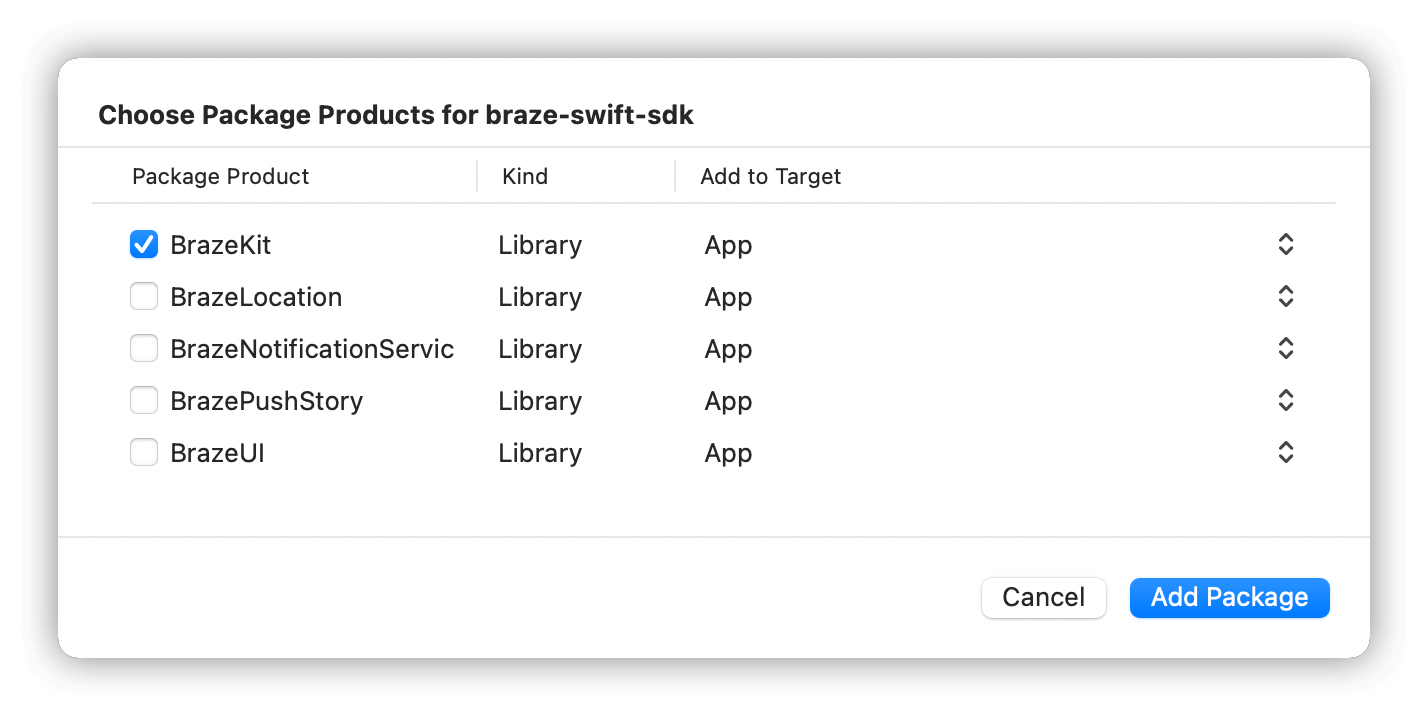 Choose Package Products for braze-swift-sdk
Package Product Kind Add to Target
BrazeKit Library App
BrazeLocation Library App
BrazeNotificationServic Library App
BrazePushStory Library App
BrazeUI Library App
Cancel Add Package